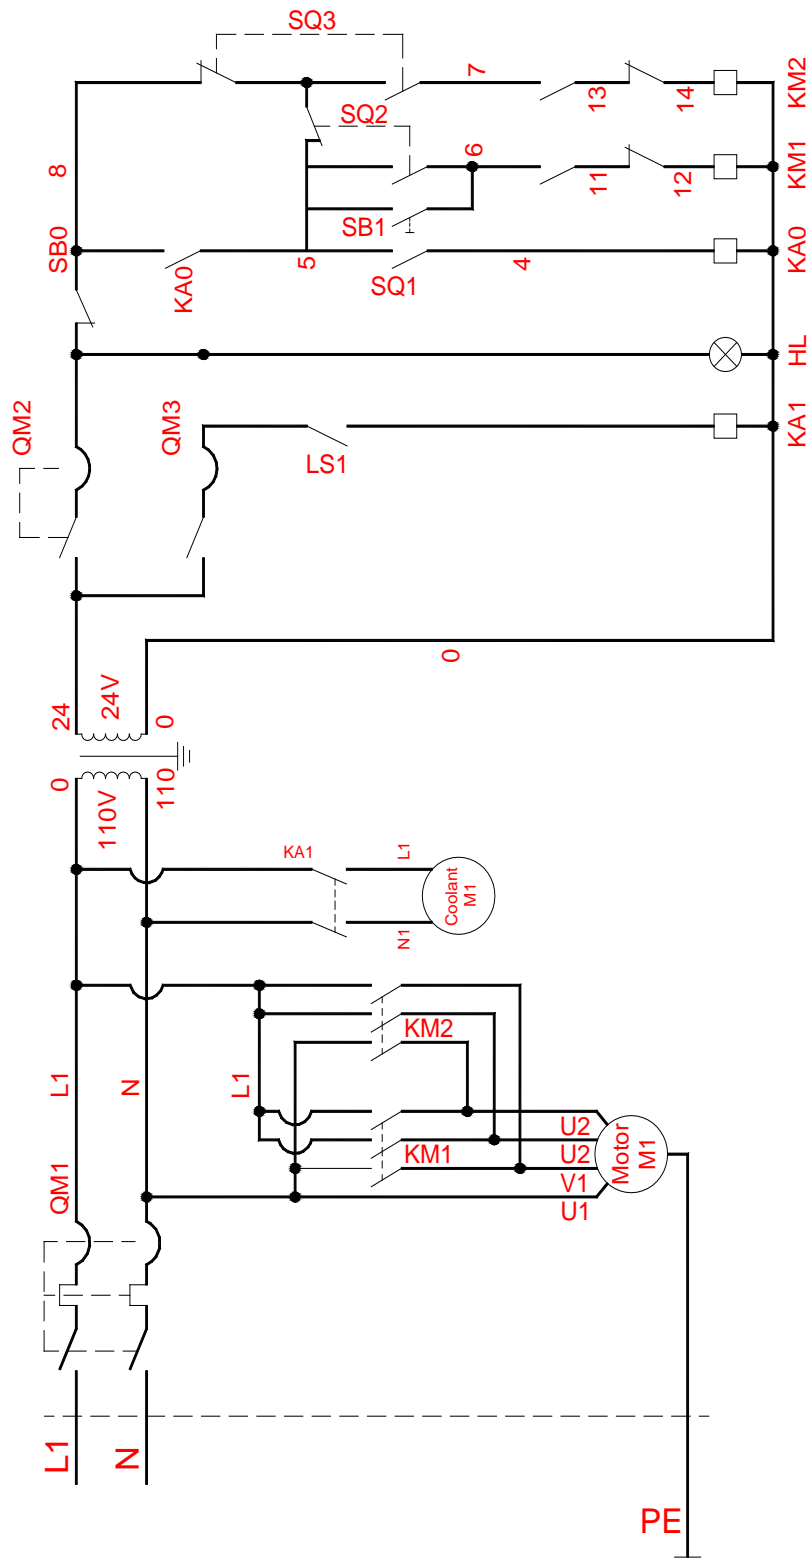 SQ3
7
13
14
KM2
SQ2
6
8
11
12
KM1
SB1
SB0
KA0
5
SQ1
4
KA0
HL
QM2
QM3
LS1
KA1
0
24
24V
0
0
110V
110
KA1
L1
Coolant
M1
N1
KM2
L1
N
L1
KM1
U2
U2
V1
U1
Motor
M1
QM1
L1
N
PE